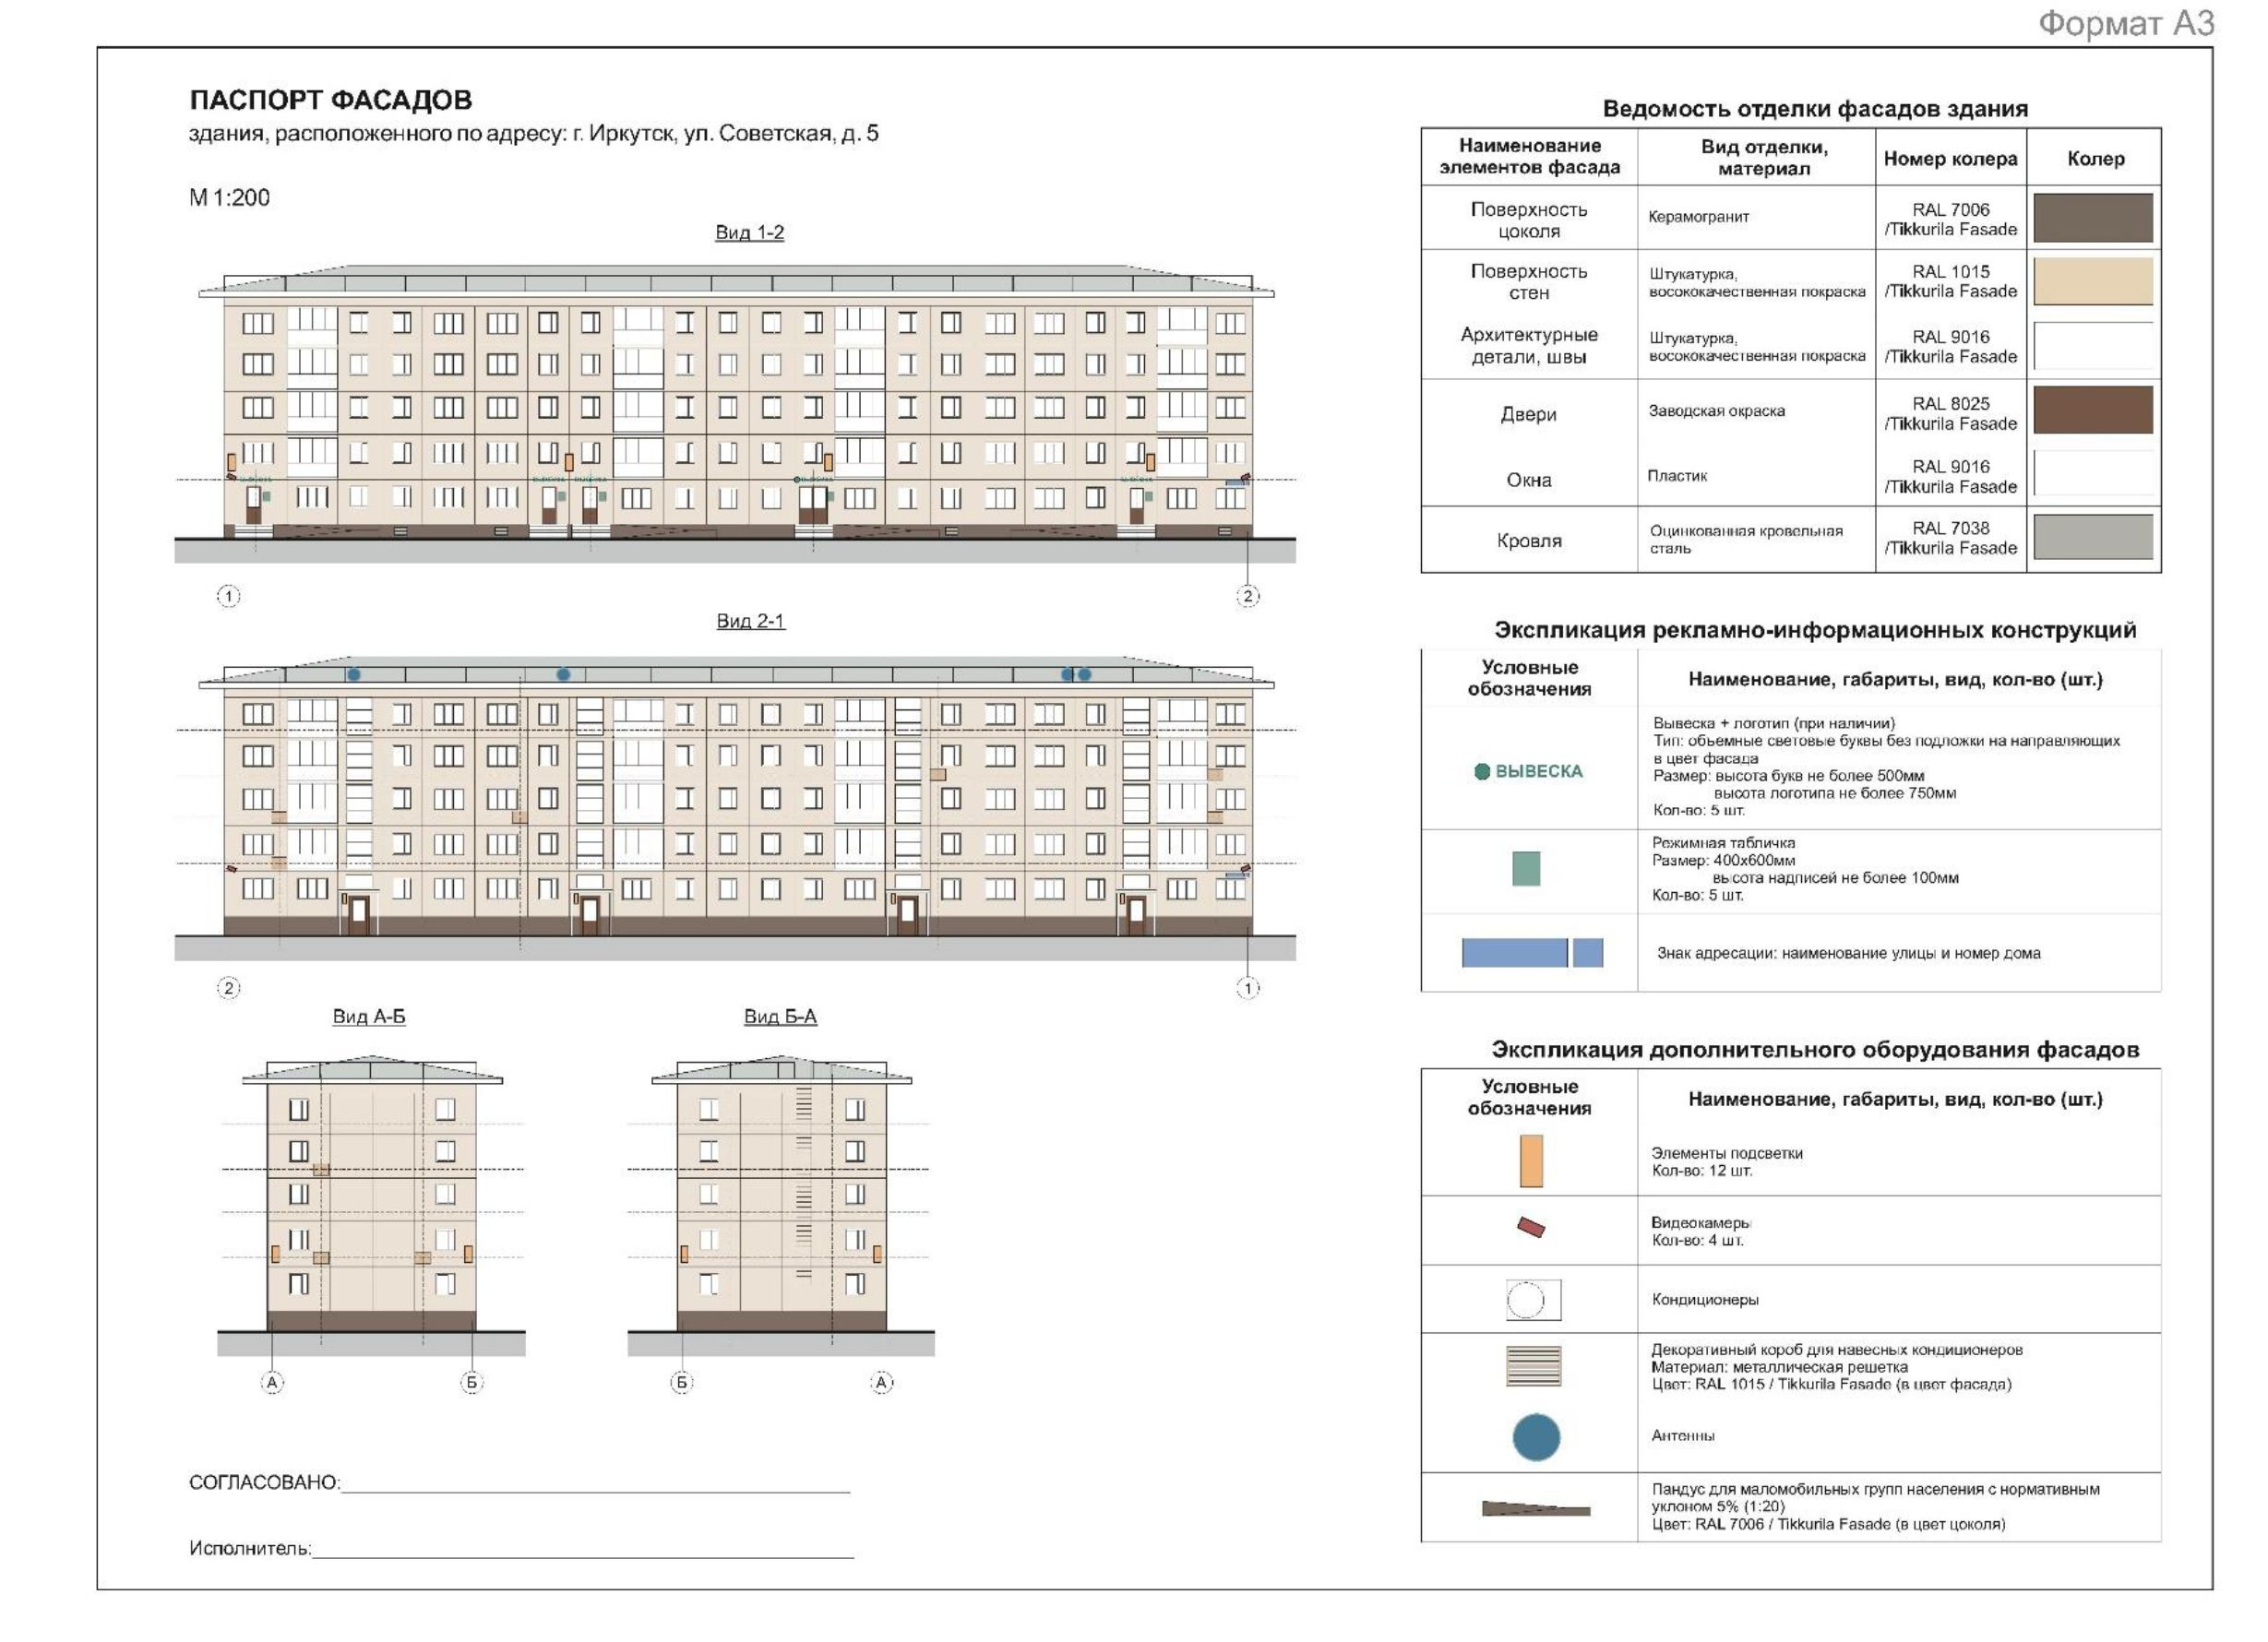 Формат А3
ПАСПОРТ ФАСАДОВ
здания, расположенного по адресу: г. Иркутск, ул. Советская, д. 5
М 1:200
Вид 1-2
1
2
Вид 2-1
2
1
Вид А-Б
Вид Б-А
А
Б
Б
А
СОГЛАСОВАНО:
Исполнитель:
Ведомость отделки фасадов здания
Наименование
элементов фасада
Вид отделки,
материал
Номер колера
Колер
Поверхность
цоколя
Керамогранит
RAL 7006
/Tikkurila Fasade
Поверхность
стен
Штукатурка,
восококачественная покраска
RAL 1015
/Tikkurila Fasade
Архитектурные
детали, швы
Штукатурка,
восококачественная покраска
RAL 9016
/Tikkurila Fasade
Двери
Заводская окраска
RAL 8025
/Tikkurila Fasade
Окна
Пластик
RAL 9016
/Tikkurila Fasade
Кровля
Оцинкованная кровельная
сталь
RAL 7038
/Tikkurila Fasade
Экспликация рекламно-информационных конструкций
Условные
обозначения
Наименование, габариты, вид, кол-во (шт.)
ВЫВЕСКА
Вывеска + логотип (при наличии)
Тип: обьемные световые буквы без подложки на направляющих
в цвет фасада
Размер: высота букв не более 500мм
высота логотипа не более 750мм
Кол-во: 5 шт.
Режимная табличка
Размер: 400х600мм
высота надписей не более 100мм
Кол-во: 5 шт.
Знак адресации: наименование улицы и номер дома
Экспликация дополнительного оборудования фасадов
Условные
обозначения
Наименование, габариты, вид, кол-во (шт.)
Элементы подсветки
Кол-во: 12 шт.
Видеокамеры
Кол-во: 4 шт.
Кондиционеры
Декоративный короб для навесных кондиционеров
Материал: металлическая решетка
Цвет: RAL 1015 / Tikkurila Fasade (в цвет фасада)
Антенны
Пандус для маломобильных групп населения с нормативным
уклоном 5% (1:20)
Цвет: RAL 7006 / Tikkurila Fasade (в цвет цоколя)